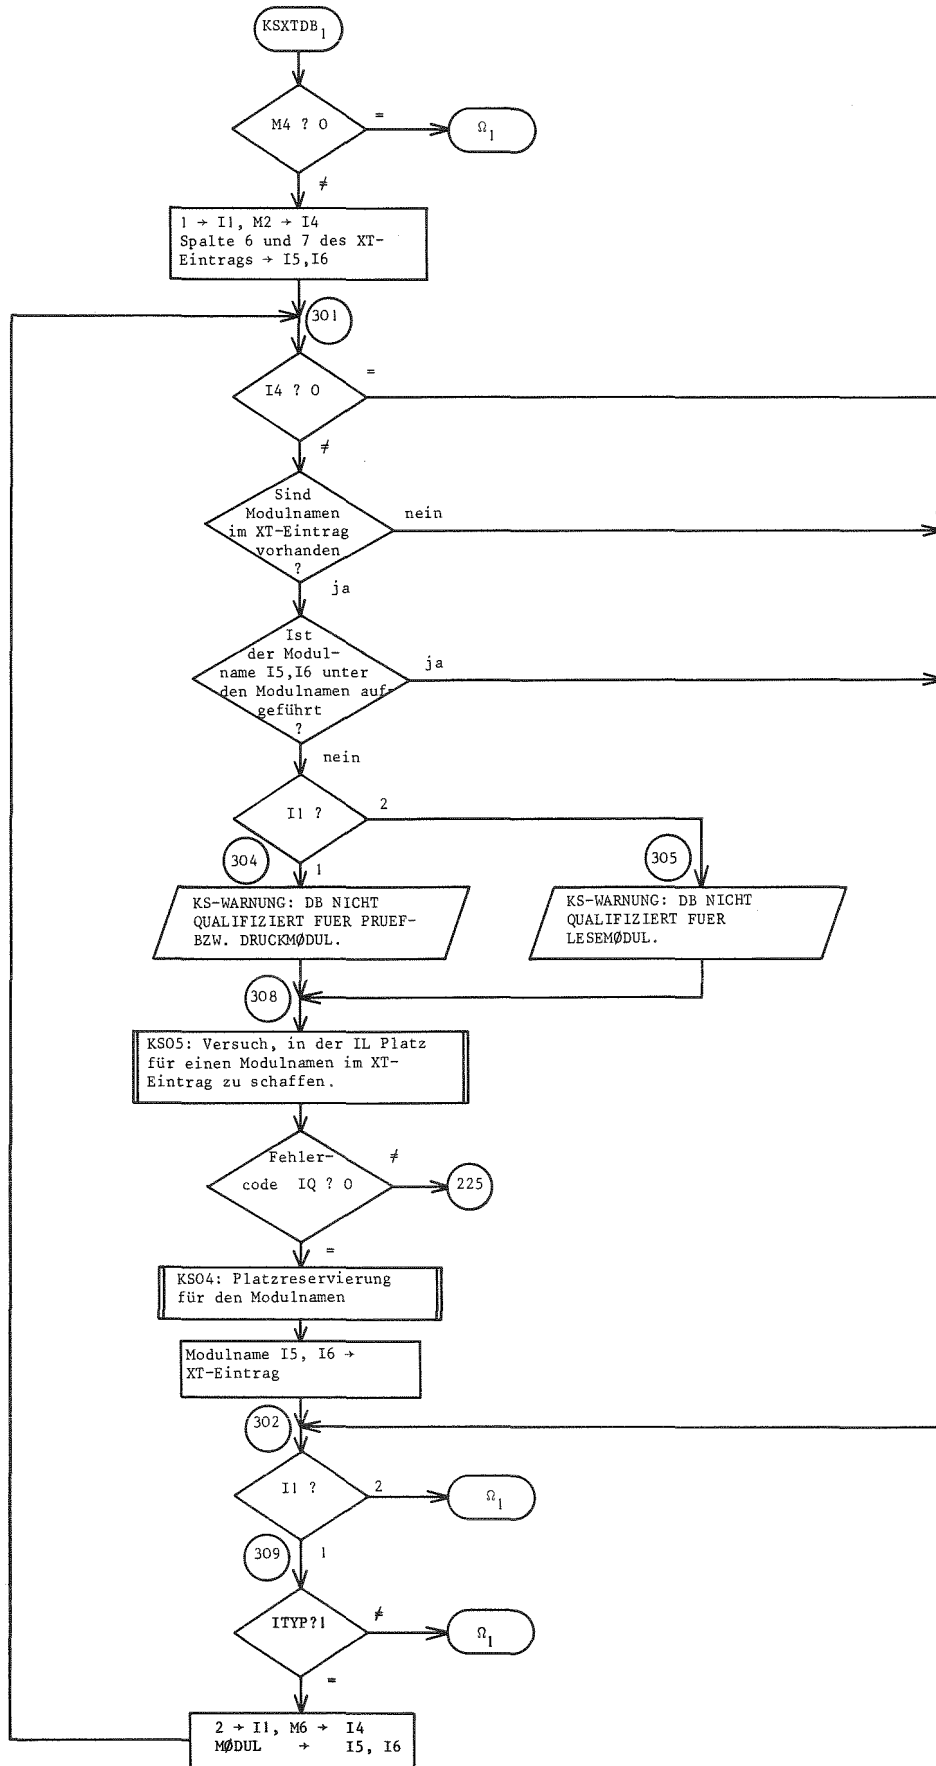 KSXTDB1
M4 ? 0
=
Ω1
≠
1 → I1, M2 → I4
Spalte 6 und 7 des XT-
Eintrags → I5,I6
301
I4 ? 0
=
≠
Sind
Modulnamen
im XT-Eintrag
vorhanden
?
nein
ja
Ist
der Modul-
name I5,I6 unter
den Modulnamen auf-
geführt
?
ja
nein
I1 ?
2
304
1
305
KS-WARNUNG: DB NICHT
QUALIFIZIERT FUER PRUEF-
BZW. DRUCKMØDUL.
KS-WARNUNG: DB NICHT
QUALIFIZIERT FUER
LESEMØDUL.
308
KS05: Versuch, in der IL Platz
für einen Modulnamen im XT-
Eintrag zu schaffen.
Fehler-
code IQ ? 0
≠
225
=
KS04: Platzreservierung
für den Modulnamen
Modulname I5, I6 →
XT-Eintrag
302
I1 ?
2
Ω1
309
1
ITYP?1
≠
Ω1
=
2 → I1, M6 → I4
MØDUL → I5, I6